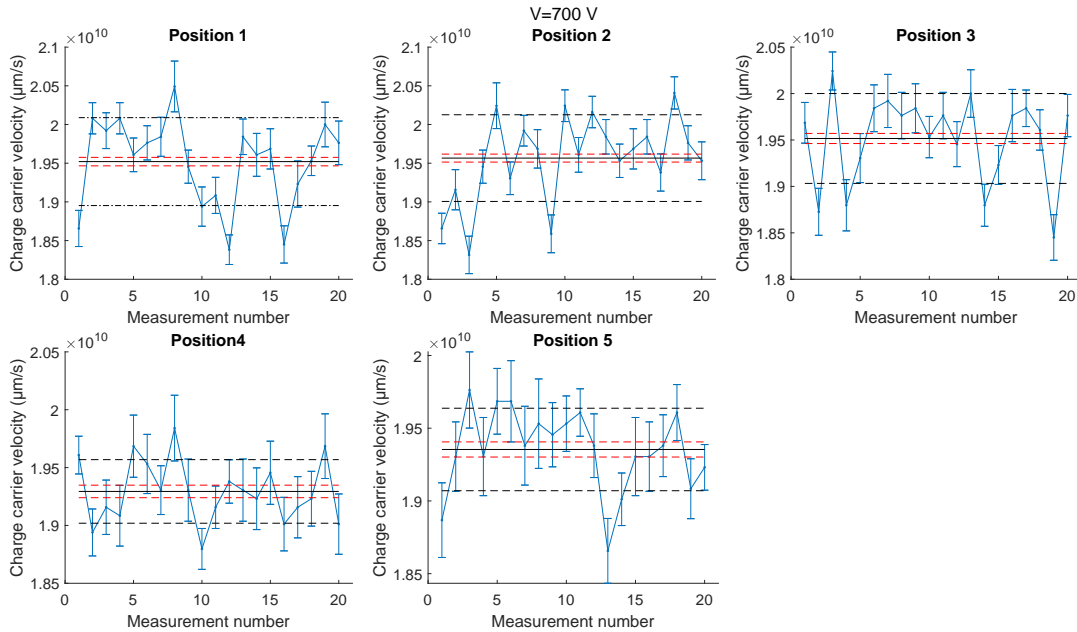 V=700 V
Position 1
×10^10
Charge carrier velocity (μm/s)
2.1
2.05
2
1.95
1.9
1.85
1.8
0 5 10 15 20
Measurement number
Position 2
×10^10
Charge carrier velocity (μm/s)
2.1
2.05
2
1.95
1.9
1.85
1.8
0 5 10 15 20
Measurement number
Position 3
×10^10
Charge carrier velocity (μm/s)
2.05
2
1.95
1.9
1.85
1.8
0 5 10 15 20
Measurement number
Position4
×10^10
Charge carrier velocity (μm/s)
2.05
2
1.95
1.9
1.85
0 5 10 15 20
Measurement number
Position 5
×10^10
Charge carrier velocity (μm/s)
2
1.95
1.9
1.85
0 5 10 15 20
Measurement number